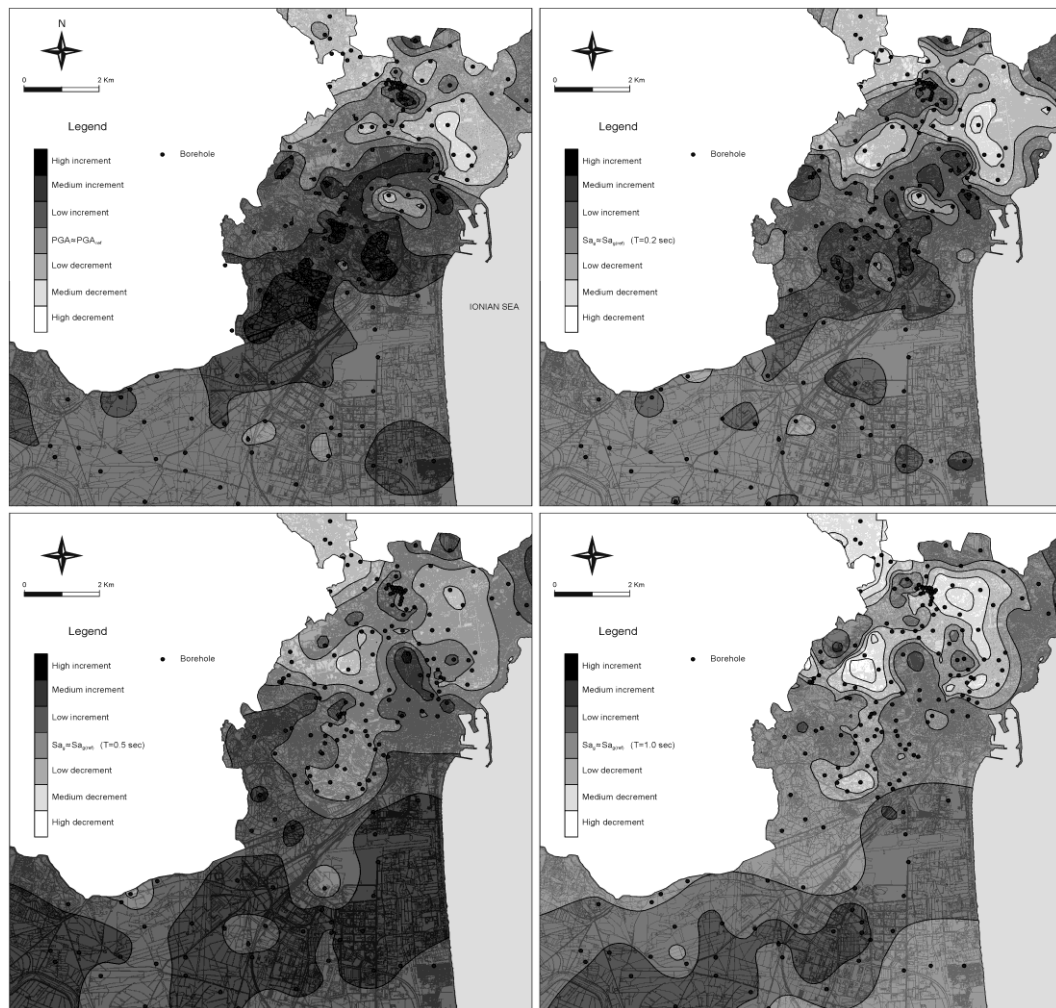 N
0 2 Km
Legend
High increment
Medium increment
Low increment
PGA=PGAref
Low decrement
Medium decrement
High decrement
Borehole
IONIAN SEA
0 2 Km
Legend
High increment
Medium increment
Low increment
(T=0.2 sec)
Low decrement
Medium decrement
High decrement
Borehole
0 2 Km
Legend
High increment
Medium increment
Low increment
(T=0.5 sec)
Low decrement
Medium decrement
High decrement
Borehole
0 2 Km
Legend
High increment
Medium increment
Low increment
(T=1.0 sec)
Low decrement
Medium decrement
High decrement
Borehole